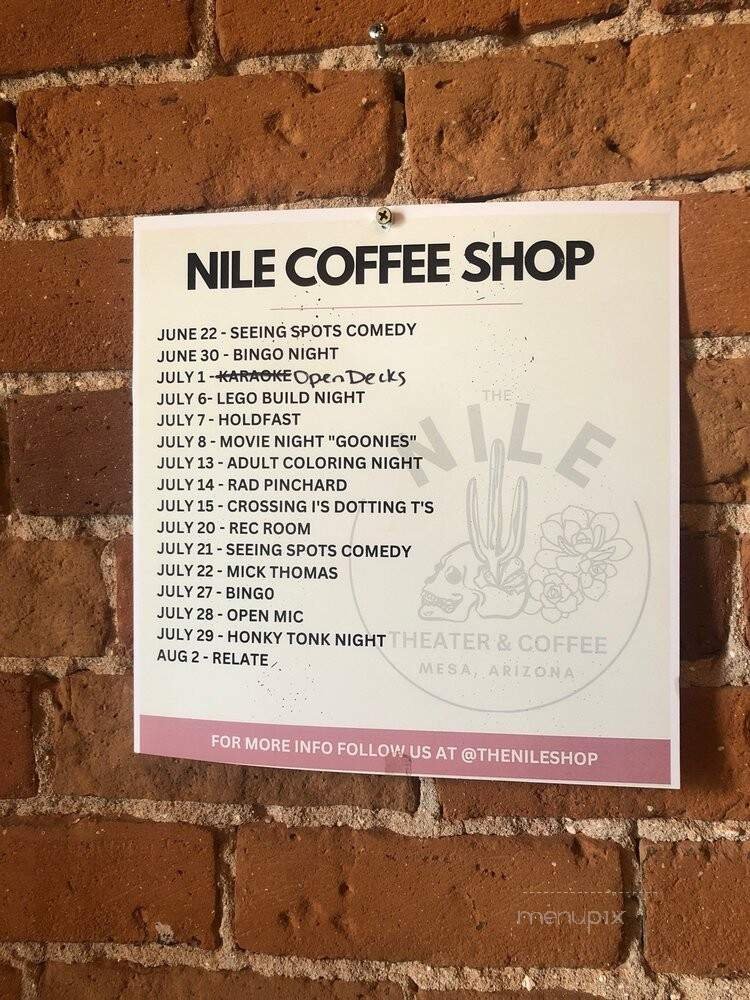 NILE COFFEE SHOP
JUNE 22 - SEEING SPOTS COMEDY
JUNE 30 - BINGO NIGHT
JULY 1 - KARAOKE Open Decks
JULY 6- LEGO BUILD NIGHT
JULY 7 - HOLDFAST
JULY 8 - MOVIE NIGHT "GOONIES"
JULY 13 - ADULT COLORING NIGHT
JULY 14 - RAD PINCHARD
JULY 15 - CROSSING I'S DOTTING T'S
JULY 20 - REC ROOM
JULY 21 - SEEING SPOTS COMEDY
JULY 22 - MICK THOMAS
JULY 27 - BINGO
JULY 28 - OPEN MIC
JULY 29 - HONKY TONK NIGHT
AUG 2 - RELATE
THE
NILE
THEATER & COFFEE
MESA, ARIZONA
FOR MORE INFO FOLLOW US AT @THENILESHOP
menupix